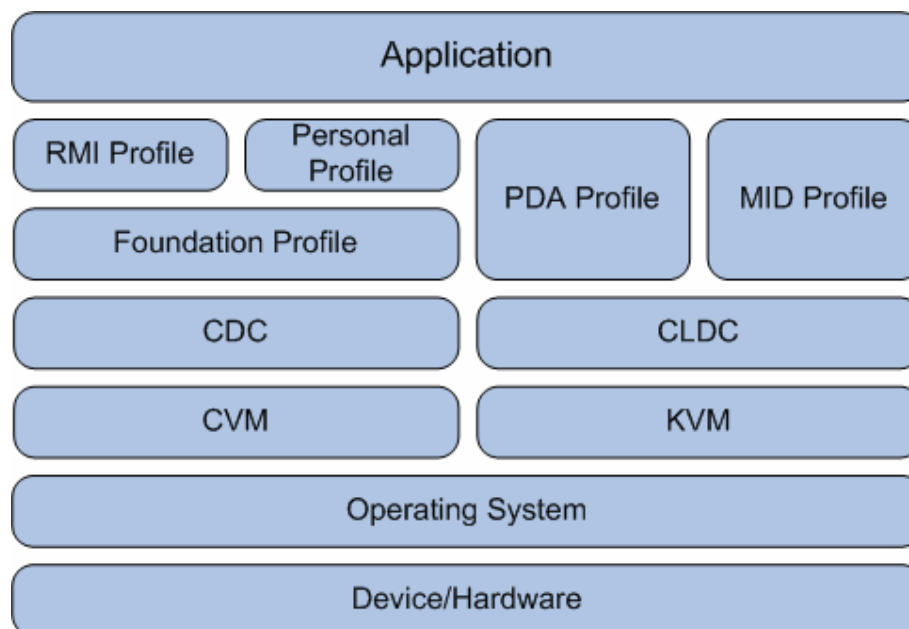 Application
RMI Profile
Personal
Profile
PDA Profile
MID Profile
Foundation Profile
CDC
CLDC
CVM
KVM
Operating System
Device/Hardware